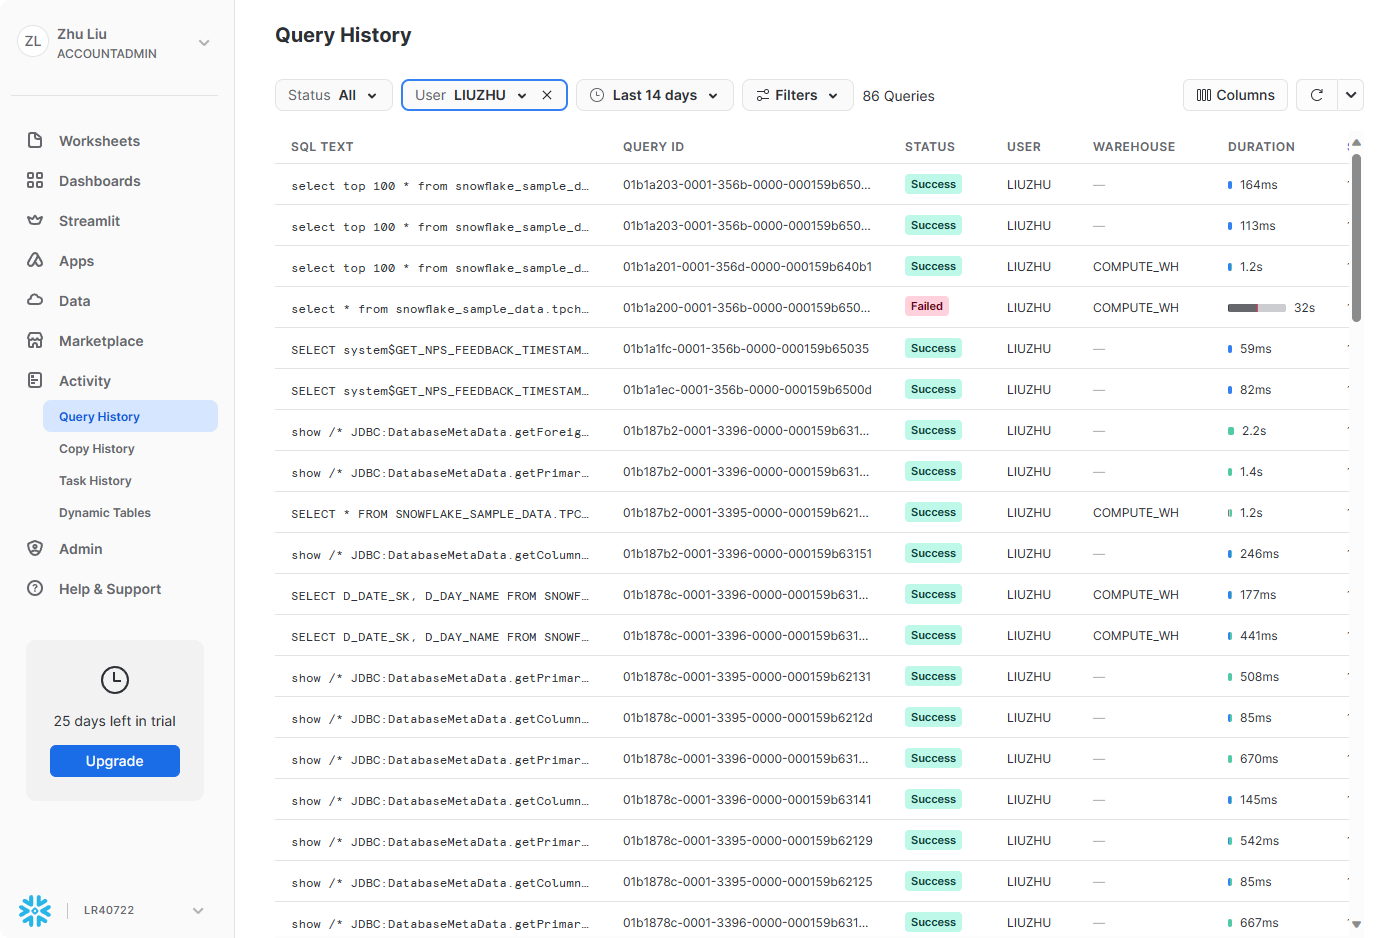 ZL
Zhu Liu
ACCOUNTADMIN
Worksheets
Dashboards
Streamlit
Apps
Data
Marketplace
Activity
Query History
Copy History
Task History
Dynamic Tables
Admin
Help & Support
25 days left in trial
Upgrade
LR40722
Query History
Status All User LIUZHU Last 14 days Filters 86 Queries Columns
SQL TEXT QUERY ID STATUS USER WAREHOUSE DURATION
select top 100 * from snowflake_sample_d… 01b1a203-0001-356b-0000-000159b650… Success LIUZHU — 164ms
select top 100 * from snowflake_sample_d… 01b1a203-0001-356b-0000-000159b650… Success LIUZHU — 113ms
select top 100 * from snowflake_sample_d… 01b1a201-0001-356d-0000-000159b640b1 Success LIUZHU COMPUTE_WH 1.2s
select * from snowflake_sample_data.tpch… 01b1a200-0001-356b-0000-000159b650… Failed LIUZHU COMPUTE_WH 32s
SELECT system$GET_NPS_FEEDBACK_TIMESTAM… 01b1a1fc-0001-356b-0000-000159b65035 Success LIUZHU — 59ms
SELECT system$GET_NPS_FEEDBACK_TIMESTAM… 01b1a1ec-0001-356b-0000-000159b6500d Success LIUZHU — 82ms
show /* JDBC:DatabaseMetaData.getForeig… 01b187b2-0001-3396-0000-000159b631… Success LIUZHU — 2.2s
show /* JDBC:DatabaseMetaData.getPrimar… 01b187b2-0001-3396-0000-000159b631… Success LIUZHU — 1.4s
SELECT * FROM SNOWFLAKE_SAMPLE_DATA.TPC… 01b187b2-0001-3395-0000-000159b621… Success LIUZHU COMPUTE_WH 1.2s
show /* JDBC:DatabaseMetaData.getColumn… 01b187b2-0001-3396-0000-000159b63151 Success LIUZHU — 246ms
SELECT D_DATE_SK, D_DAY_NAME FROM SNOWF… 01b1878c-0001-3396-0000-000159b631… Success LIUZHU COMPUTE_WH 177ms
SELECT D_DATE_SK, D_DAY_NAME FROM SNOWF… 01b1878c-0001-3396-0000-000159b631… Success LIUZHU COMPUTE_WH 441ms
show /* JDBC:DatabaseMetaData.getPrimar… 01b1878c-0001-3395-0000-000159b62131 Success LIUZHU — 508ms
show /* JDBC:DatabaseMetaData.getColumn… 01b1878c-0001-3395-0000-000159b6212d Success LIUZHU — 85ms
show /* JDBC:DatabaseMetaData.getPrimar… 01b1878c-0001-3396-0000-000159b631… Success LIUZHU — 670ms
show /* JDBC:DatabaseMetaData.getColumn… 01b1878c-0001-3396-0000-000159b63141 Success LIUZHU — 145ms
show /* JDBC:DatabaseMetaData.getPrimar… 01b1878c-0001-3395-0000-000159b62129 Success LIUZHU — 542ms
show /* JDBC:DatabaseMetaData.getColumn… 01b1878c-0001-3395-0000-000159b62125 Success LIUZHU — 85ms
show /* JDBC:DatabaseMetaData.getPrimar… 01b1878c-0001-3396-0000-000159b631… Success LIUZHU — 667ms